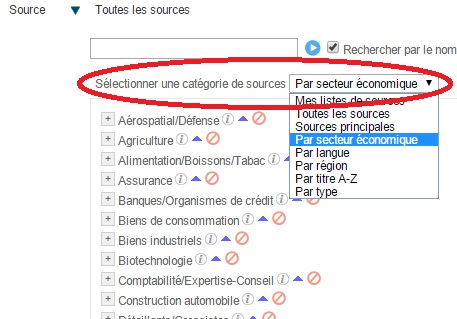 Source Toutes les sources
Rechercher par le nom
Sélectionner une catégorie de sources Par secteur économique
Mes listes de sources
Toutes les sources
Sources principales
Par secteur économique
Par langue
Par région
Par titre A-Z
Par type
Aérospatial/Défense
Agriculture
Alimentation/Boissons/Tabac
Assurance
Banques/Organismes de crédit
Biens de consommation
Biens industriels
Biotechnologie
Comptabilité/Expertise-Conseil
Construction automobile